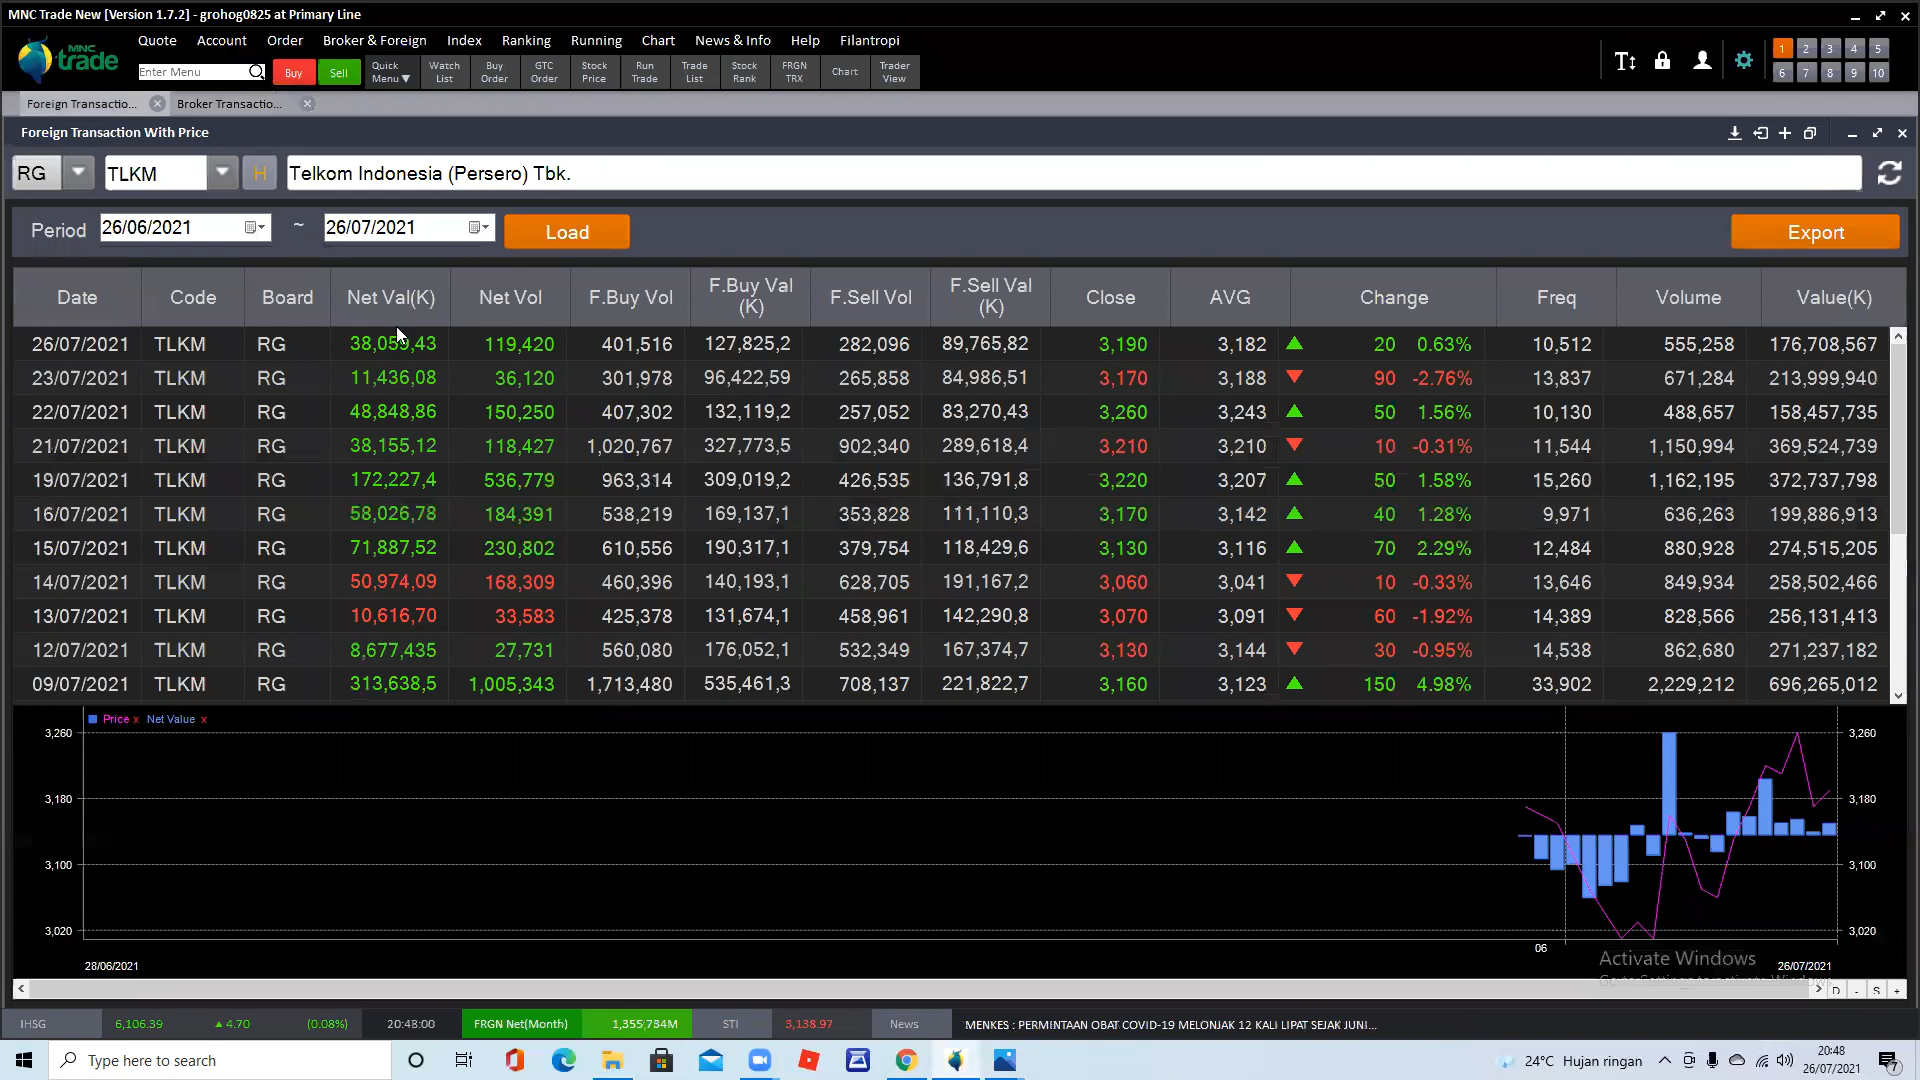 MNC Trade New [Version 1.7.2] - grohog0825 at Primary Line
MNC trade
Quote Account Order Broker & Foreign Index Ranking Running Chart News & Info Help Filantropi
Enter Menu Buy Sell Quick Menu▼ Watch List Buy Order GTC Order Stock Price Run Trade Trade List Stock Rank FRGN TRX Chart Trader View
1 2 3 4 5
6 7 8 9 10
Foreign Transactio... Broker Transactio...
Foreign Transaction With Price
RG TLKM H Telkom Indonesia (Persero) Tbk.
Period 26/06/2021 ~ 26/07/2021 Load Export
Date Code Board Net Val(K) Net Vol F.Buy Vol F.Buy Val (K) F.Sell Vol F.Sell Val (K) Close AVG Change Freq Volume Value(K)
26/07/2021 TLKM RG 38,059,43 119,420 401,516 127,825,2 282,096 89,765,82 3,190 3,182 ▲ 20 0.63% 10,512 555,258 176,708,567
23/07/2021 TLKM RG 11,436,08 36,120 301,978 96,422,59 265,858 84,986,51 3,170 3,188 ▼ 90 -2.76% 13,837 671,284 213,999,940
22/07/2021 TLKM RG 48,848,86 150,250 407,302 132,119,2 257,052 83,270,43 3,260 3,243 ▲ 50 1.56% 10,130 488,657 158,457,735
21/07/2021 TLKM RG 38,155,12 118,427 1,020,767 327,773,5 902,340 289,618,4 3,210 3,210 ▼ 10 -0.31% 11,544 1,150,994 369,524,739
19/07/2021 TLKM RG 172,227,4 536,779 963,314 309,019,2 426,535 136,791,8 3,220 3,207 ▲ 50 1.58% 15,260 1,162,195 372,737,798
16/07/2021 TLKM RG 58,026,78 184,391 538,219 169,137,1 353,828 111,110,3 3,170 3,142 ▲ 40 1.28% 9,971 636,263 199,886,913
15/07/2021 TLKM RG 71,887,52 230,802 610,556 190,317,1 379,754 118,429,6 3,130 3,116 ▲ 70 2.29% 12,484 880,928 274,515,205
14/07/2021 TLKM RG 50,974,09 168,309 460,396 140,193,1 628,705 191,167,2 3,060 3,041 ▼ 10 -0.33% 13,646 849,934 258,502,466
13/07/2021 TLKM RG 10,616,70 33,583 425,378 131,674,1 458,961 142,290,8 3,070 3,091 ▼ 60 -1.92% 14,389 828,566 256,131,413
12/07/2021 TLKM RG 8,677,435 27,731 560,080 176,052,1 532,349 167,374,7 3,130 3,144 ▼ 30 -0.95% 14,538 862,680 271,237,182
09/07/2021 TLKM RG 313,638,5 1,005,343 1,713,480 535,461,3 708,137 221,822,7 3,160 3,123 ▲ 150 4.98% 33,902 2,229,212 696,265,012
Price x Net Value x
3,260 3,260
3,180 3,180
3,100 3,100
3,020 3,020
06
Activate Windows
28/06/2021 26/07/2021
D - S +
IHSG 6,106.39 ▲ 4.70 (0.08%) 20:48:00 FRGN Net(Month) 1,355,784M STI 3,138.97 News MENKES : PERMINTAAN OBAT COVID-19 MELONJAK 12 KALI LIPAT SEJAK JUNI...
Type here to search 24°C Hujan ringan 20:48
26/07/2021 7